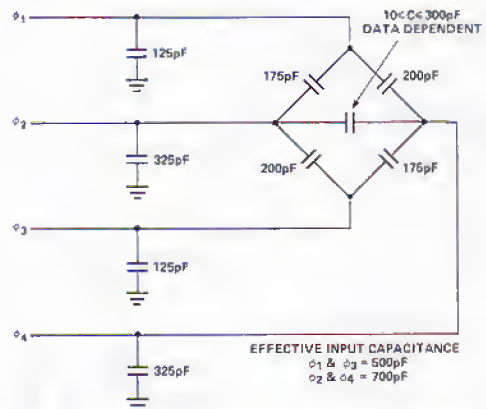 10<C<300pF
DATA DEPENDENT
ϕ1
125pF
175pF
200pF
ϕ2
325pF
200pF
175pF
ϕ3
125pF
ϕ4
325pF
EFFECTIVE INPUT CAPACITANCE
ϕ1 & ϕ3 = 500pF
ϕ2 & ϕ4 = 700pF